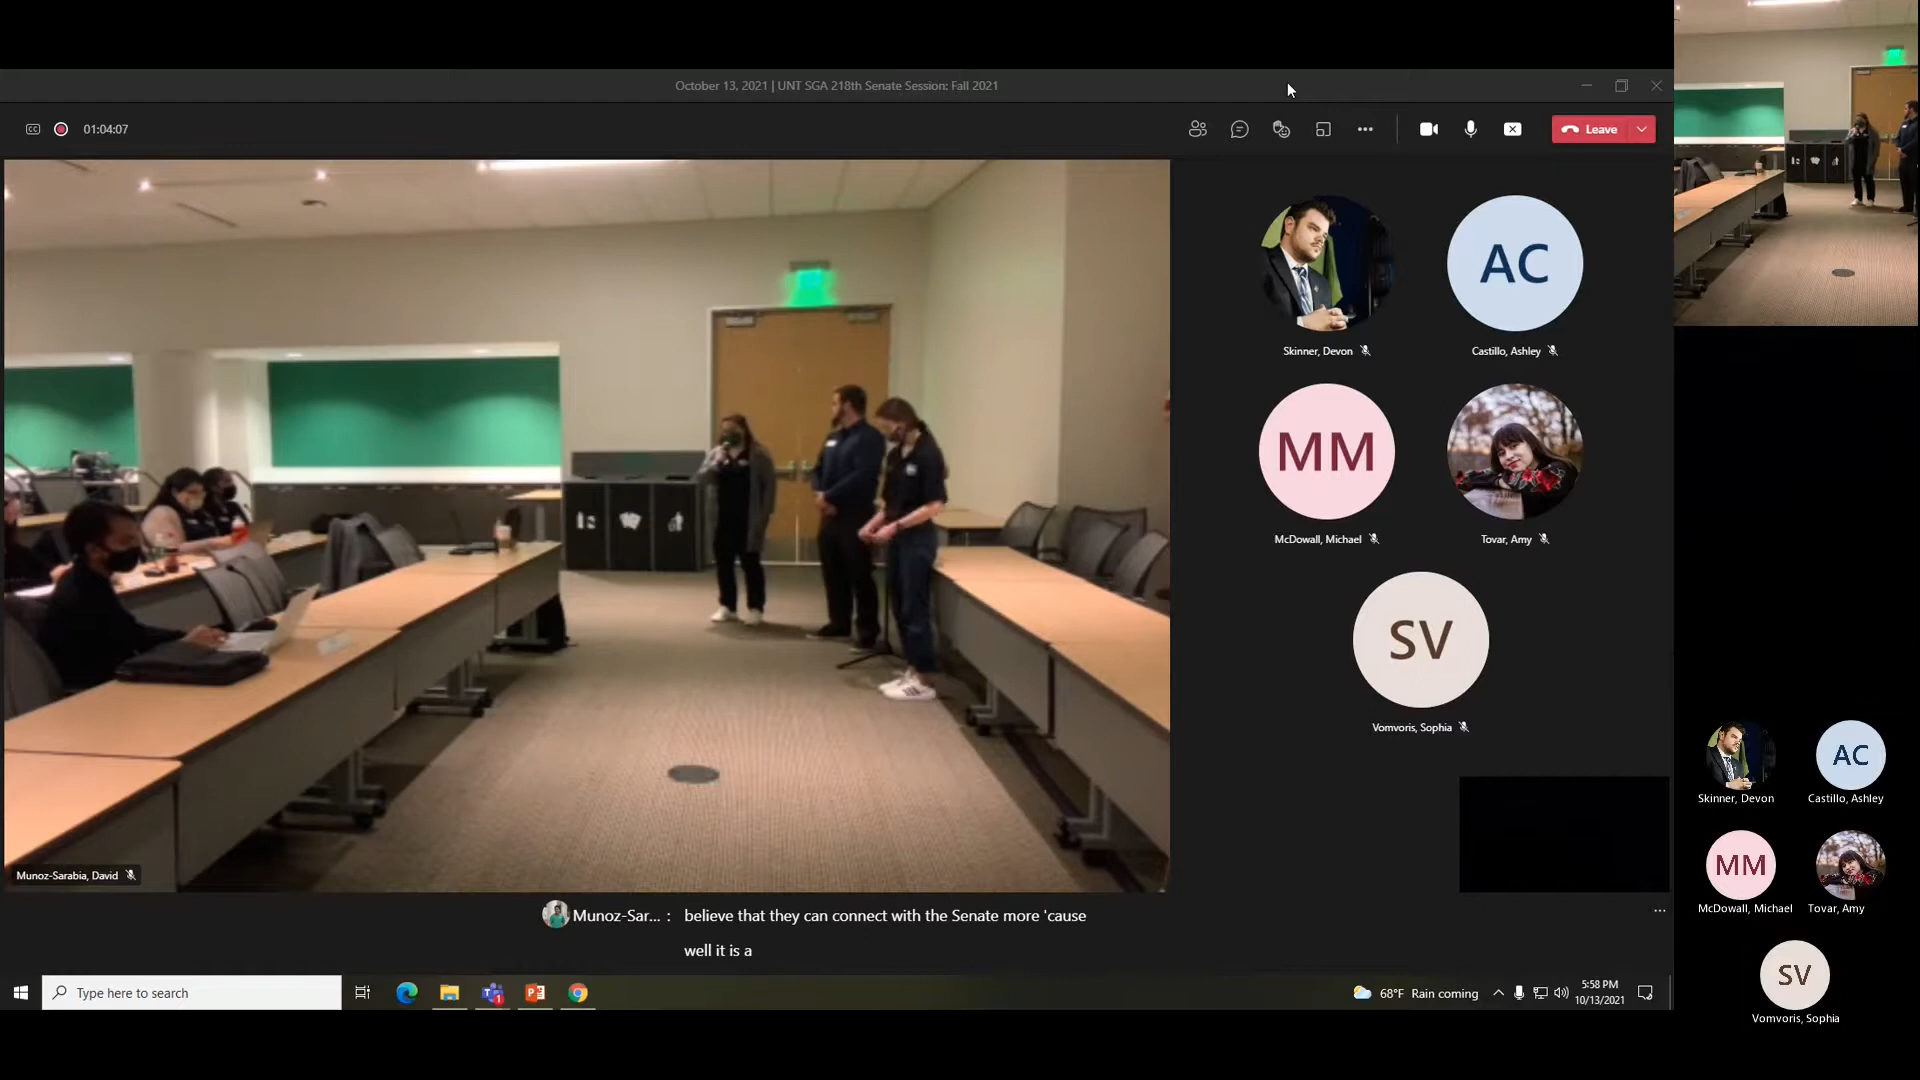 October 13, 2021 | UNT SGA 218th Senate Session: Fall 2021
CC
01:04:07
Leave
Skinner, Devon
AC
Castillo, Ashley
MM
McDowall, Michael
Tovar, Amy
SV
Vomvoris, Sophia
Munoz-Sarabia, David
Munoz-Sar... : believe that they can connect with the Senate more 'cause
well it is a
Type here to search
1
68°F Rain coming
5:58 PM
10/13/2021
Skinner, Devon
AC
Castillo, Ashley
MM
McDowall, Michael
Tovar, Amy
SV
Vomvoris, Sophia